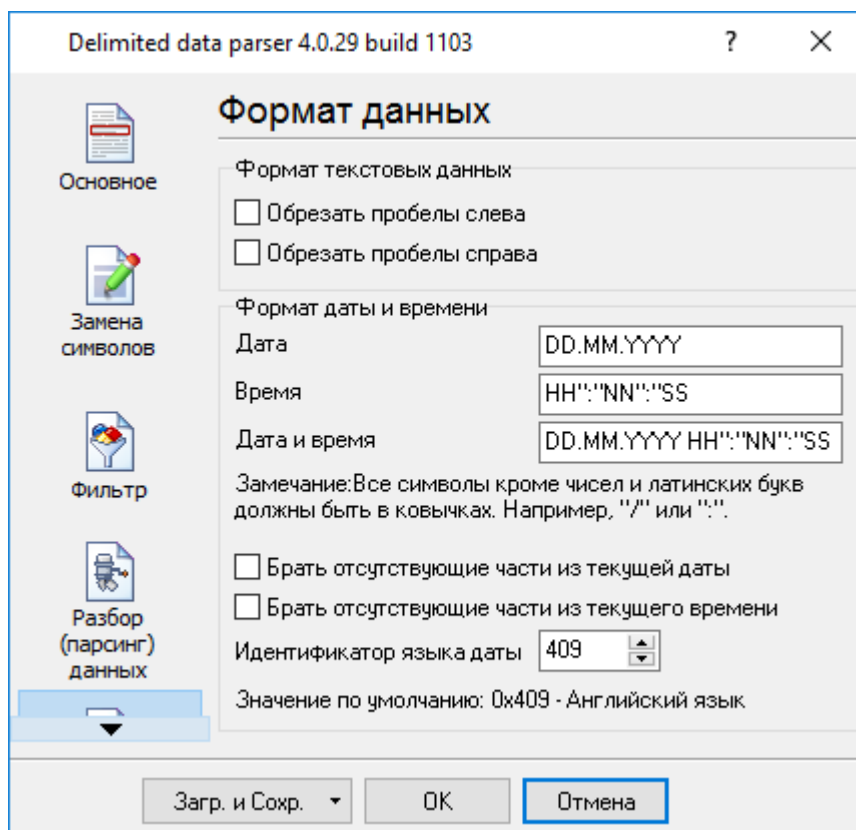 Delimited data parser 4.0.29 build 1103
Основное
Замена
символов
Фильтр
Разбор
(парсинг)
данных
Формат данных
Формат текстовых данных
Обрезать пробелы слева
Обрезать пробелы справа
Формат даты и времени
Дата DD.MM.YYYY
Время HH":"NN":"SS
Дата и время DD.MM.YYYY HH":"NN":"SS
Замечание:Все символы кроме чисел и латинских букв
должны быть в ковычках. Например, "/" или ":".
Брать отсутствующие части из текущей даты
Брать отсутствующие части из текущего времени
Идентификатор языка даты 409
Значение по умолчанию: 0x409 - Английский язык
Загр. и Сохр. OK Отмена